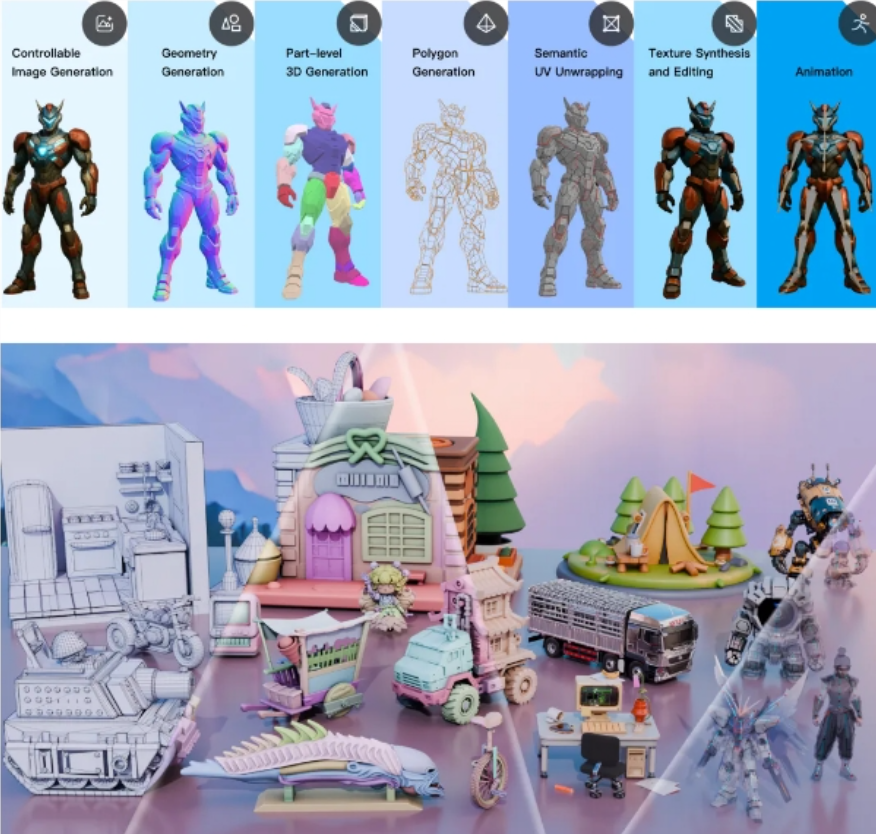 Controllable
Image Generation
Geometry
Generation
Part-level
3D Generation
Polygon
Generation
Semantic
UV Unwrapping
Texture Synthesis
and Editing
Animation